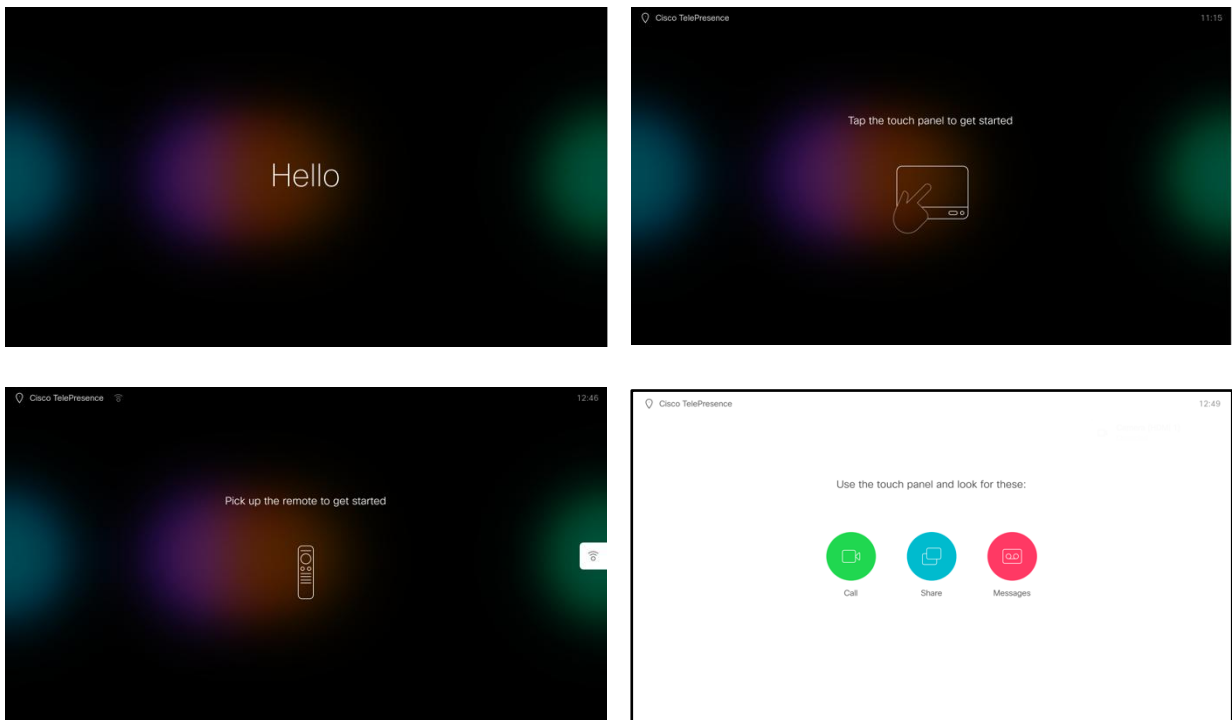 Hello
Cisco TelePresence 11:15
Tap the touch panel to get started
Cisco TelePresence 12:46
Pick up the remote to get started
Cisco TelePresence 12:49
Use the touch panel and look for these:
Call Share Messages